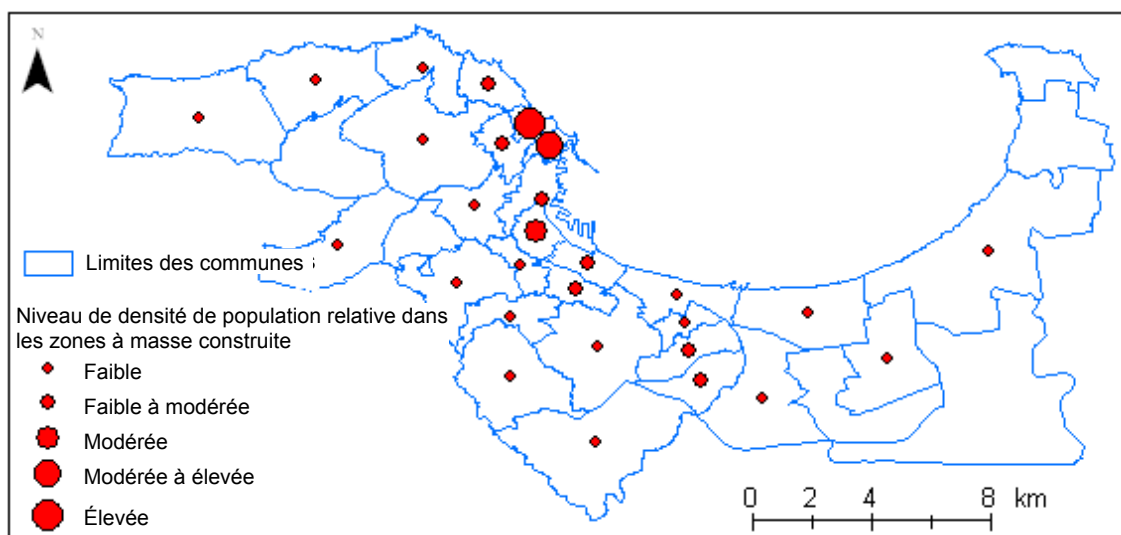 N
Limites des communes
Niveau de densité de population relative dans
les zones à masse construite
Faible
Faible à modérée
Modérée
Modérée à élevée
Élevée
0 2 4 8 km